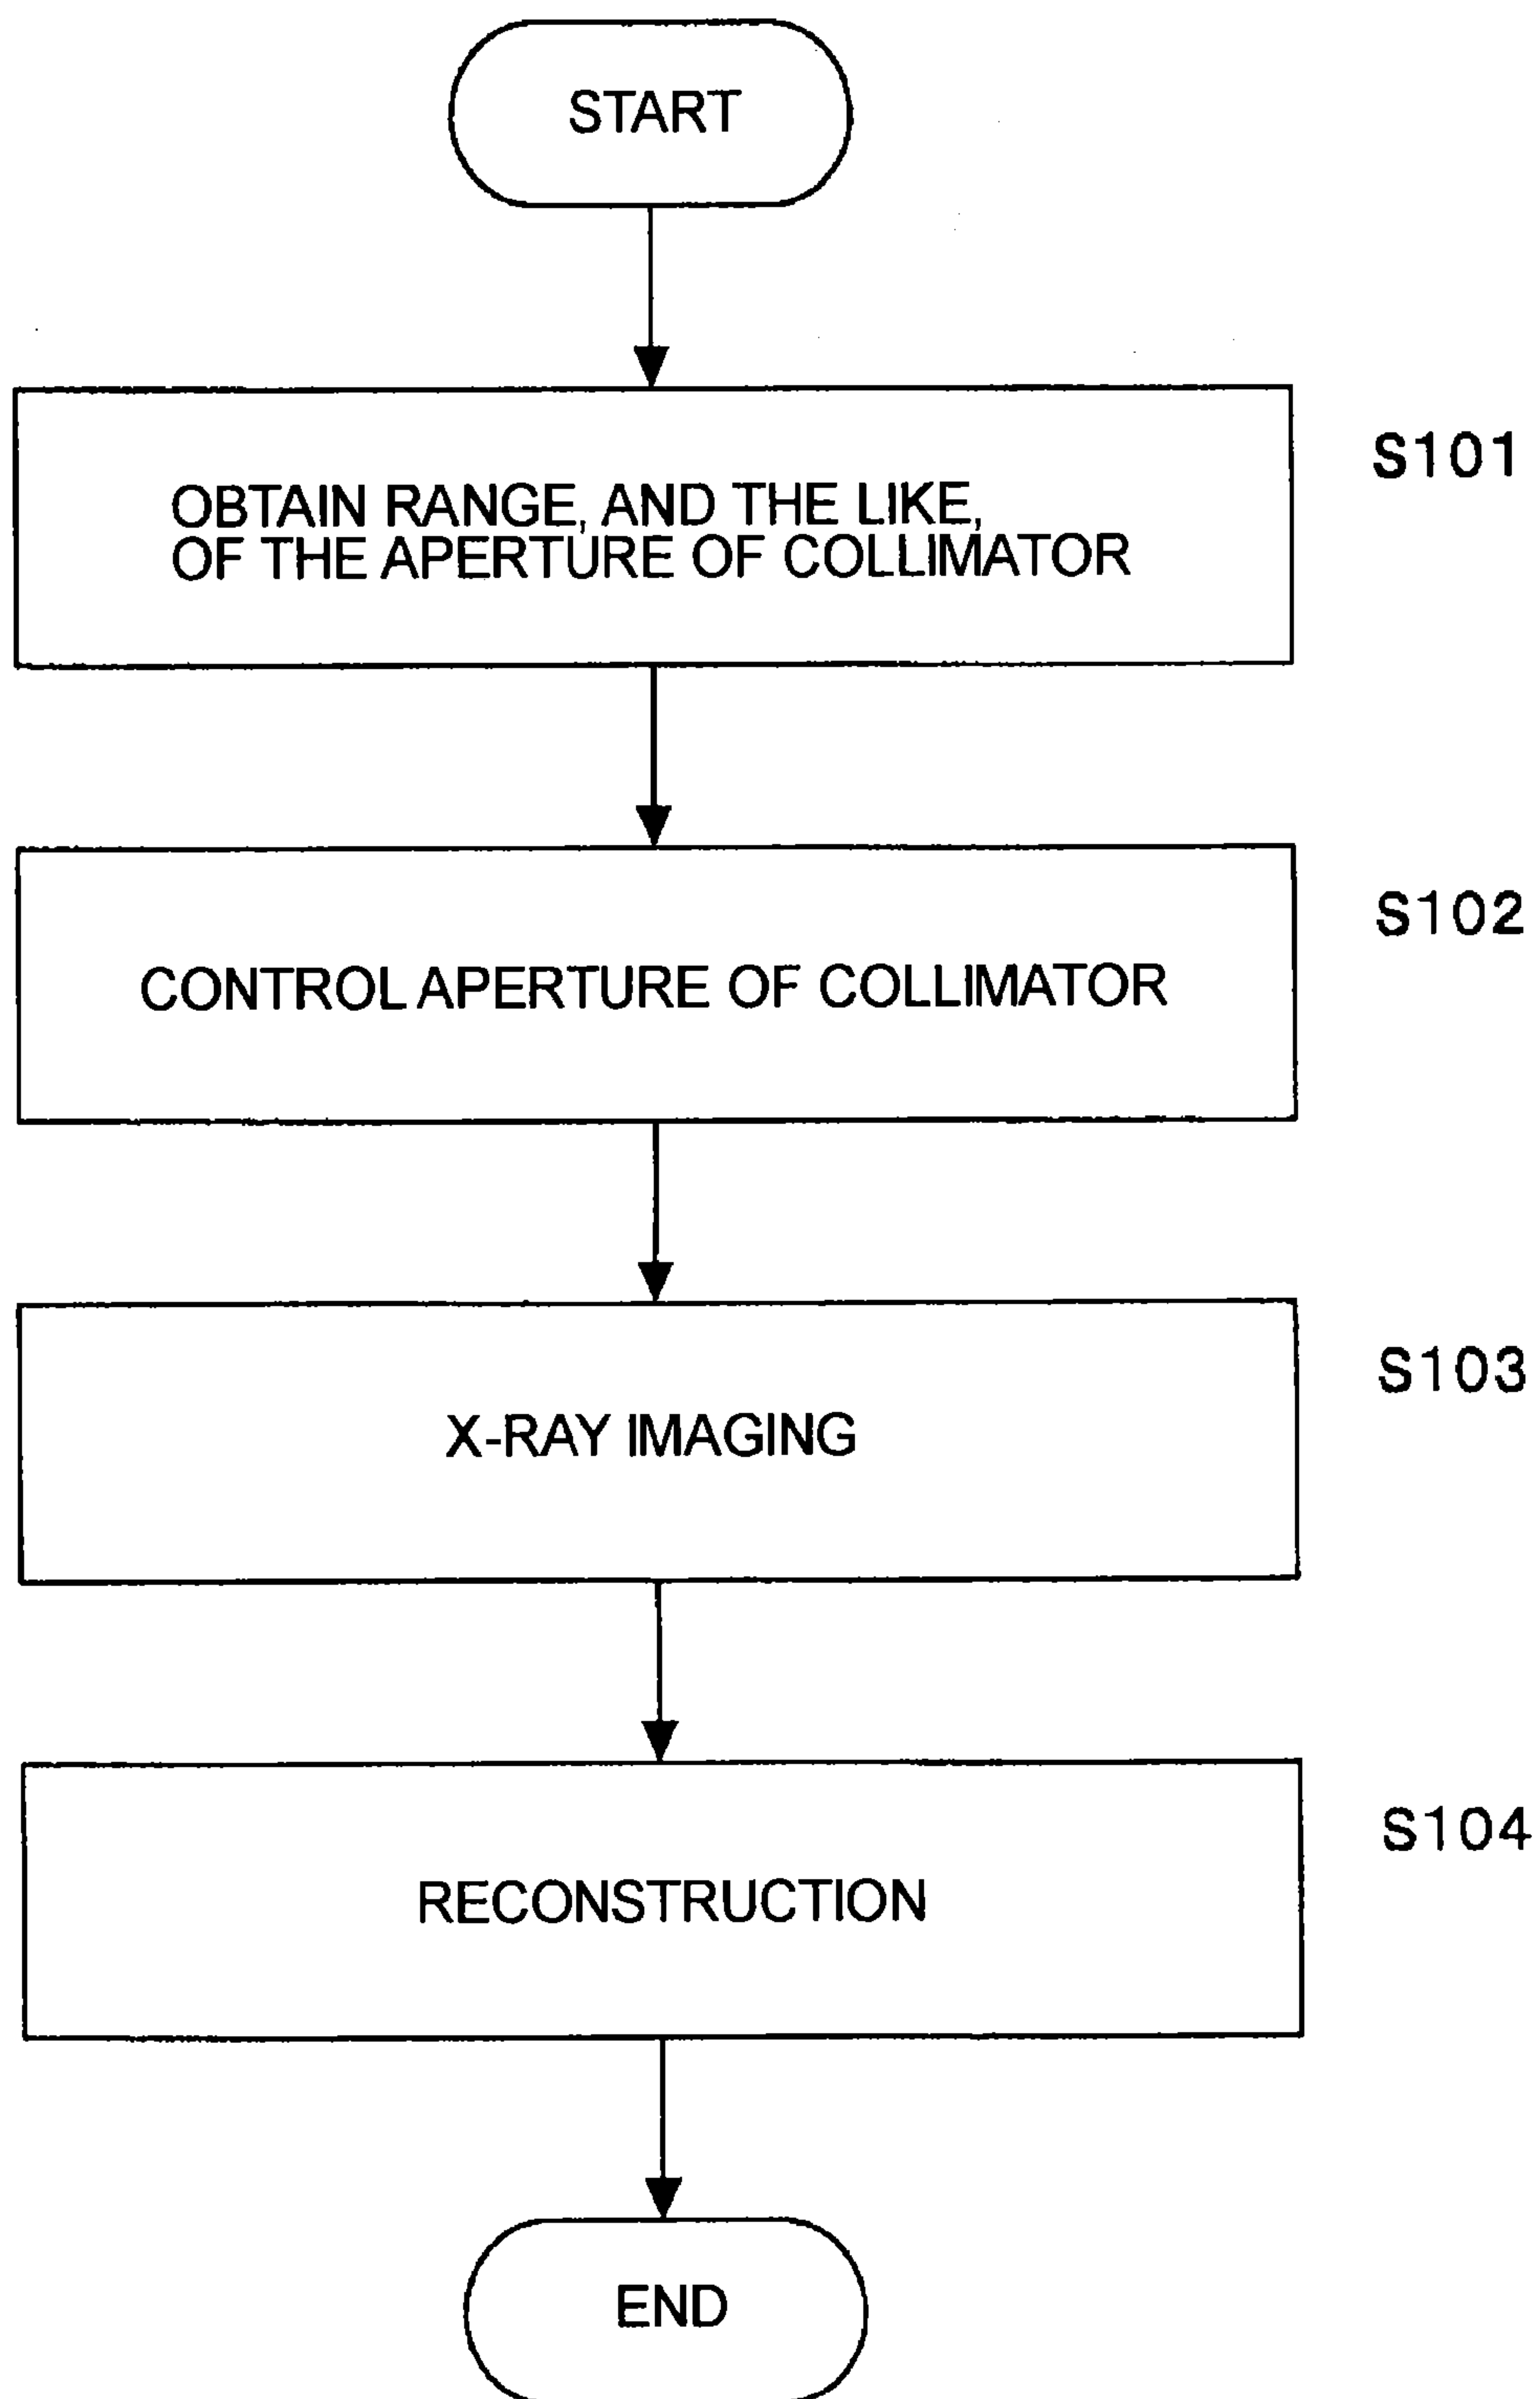 START
S101
OBTAIN RANGE, AND THE LIKE,
OF THE APERTURE OF COLLIMATOR
S102
CONTROL APERTURE OF COLLIMATOR
S103
X-RAY IMAGING
S104
RECONSTRUCTION
END